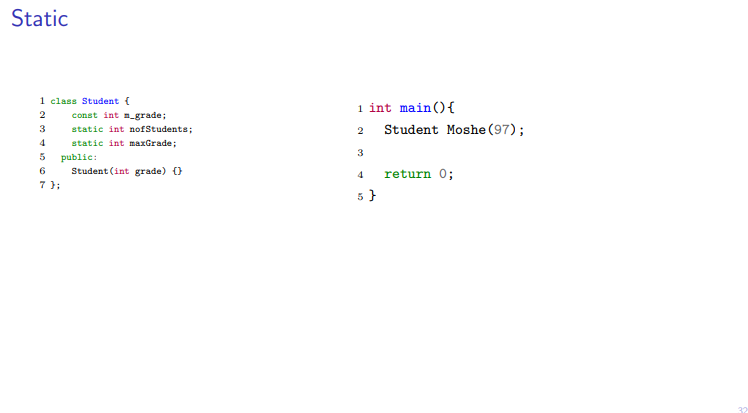 Static
1 class Student {
2 const int m_grade;
3 static int nofStudents;
4 static int maxGrade;
5 public:
6 Student(int grade) {}
7 };
1 int main(){
2 Student Moshe(97);
3
4 return 0;
5 }
32